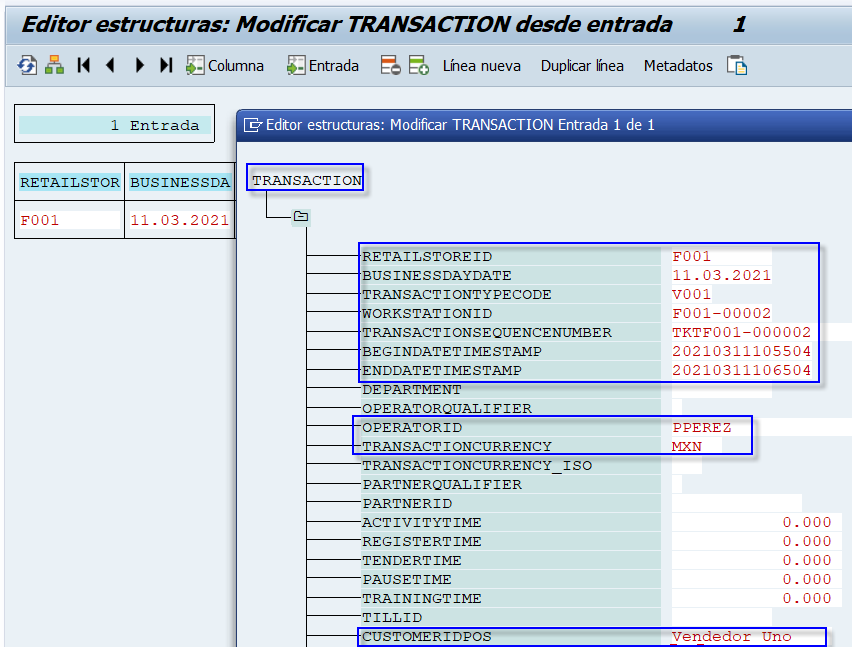 Editor estructuras: Modificar TRANSACTION desde entrada 1
Columna Entrada Línea nueva Duplicar línea Metadatos
1 Entrada
RETAILSTOR BUSINESSDA
F001 11.03.2021
Editor estructuras: Modificar TRANSACTION Entrada 1 de 1
TRANSACTION
RETAILSTOREID F001
BUSINESSDAYDATE 11.03.2021
TRANSACTIONTYPECODE V001
WORKSTATIONID F001-00002
TRANSACTIONSEQUENCENUMBER TKTF001-000002
BEGINDATETIMESTAMP 20210311105504
ENDDATETIMESTAMP 20210311106504
DEPARTMENT
OPERATORQUALIFIER
OPERATORID PPEREZ
TRANSACTIONCURRENCY MXN
TRANSACTIONCURRENCY_ISO
PARTNERQUALIFIER
PARTNERID
ACTIVITYTIME 0.000
REGISTERTIME 0.000
TENDERTIME 0.000
PAUSETIME 0.000
TRAININGTIME 0.000
TILLID
CUSTOMERIDPOS Vendedor Uno